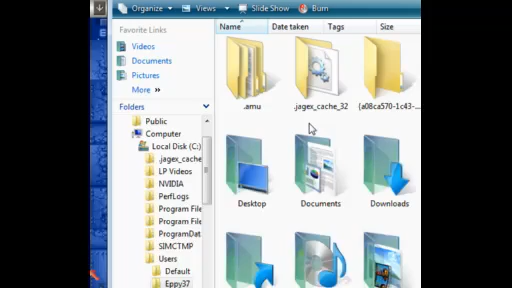 Organize Views Slide Show Burn
Favorite Links
Videos
Documents
Pictures
More »
Folders
Public
Computer
Local Disk (C:)
.jagex_cache
LP Videos
NVIDIA
PerfLogs
Program File
Program File
ProgramDat
SIMCTMP
Users
Default
Eppy37
Name Date taken Tags Size
.jagex_cache_32 {a08ca570-1c43-...
Desktop Documents Downloads